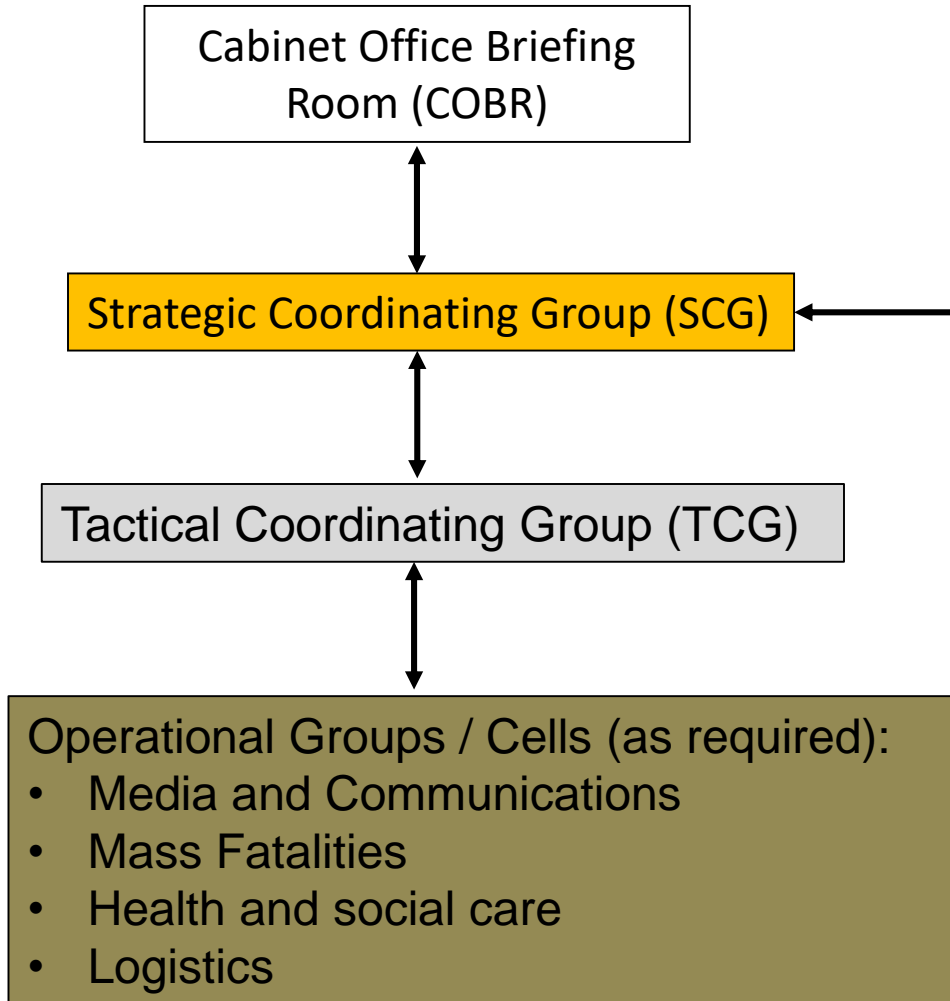 Cabinet Office Briefing
Room (COBR)
Strategic Coordinating Group (SCG)
Tactical Coordinating Group (TCG)
Operational Groups / Cells (as required):
• Media and Communications
• Mass Fatalities
• Health and social care
• Logistics